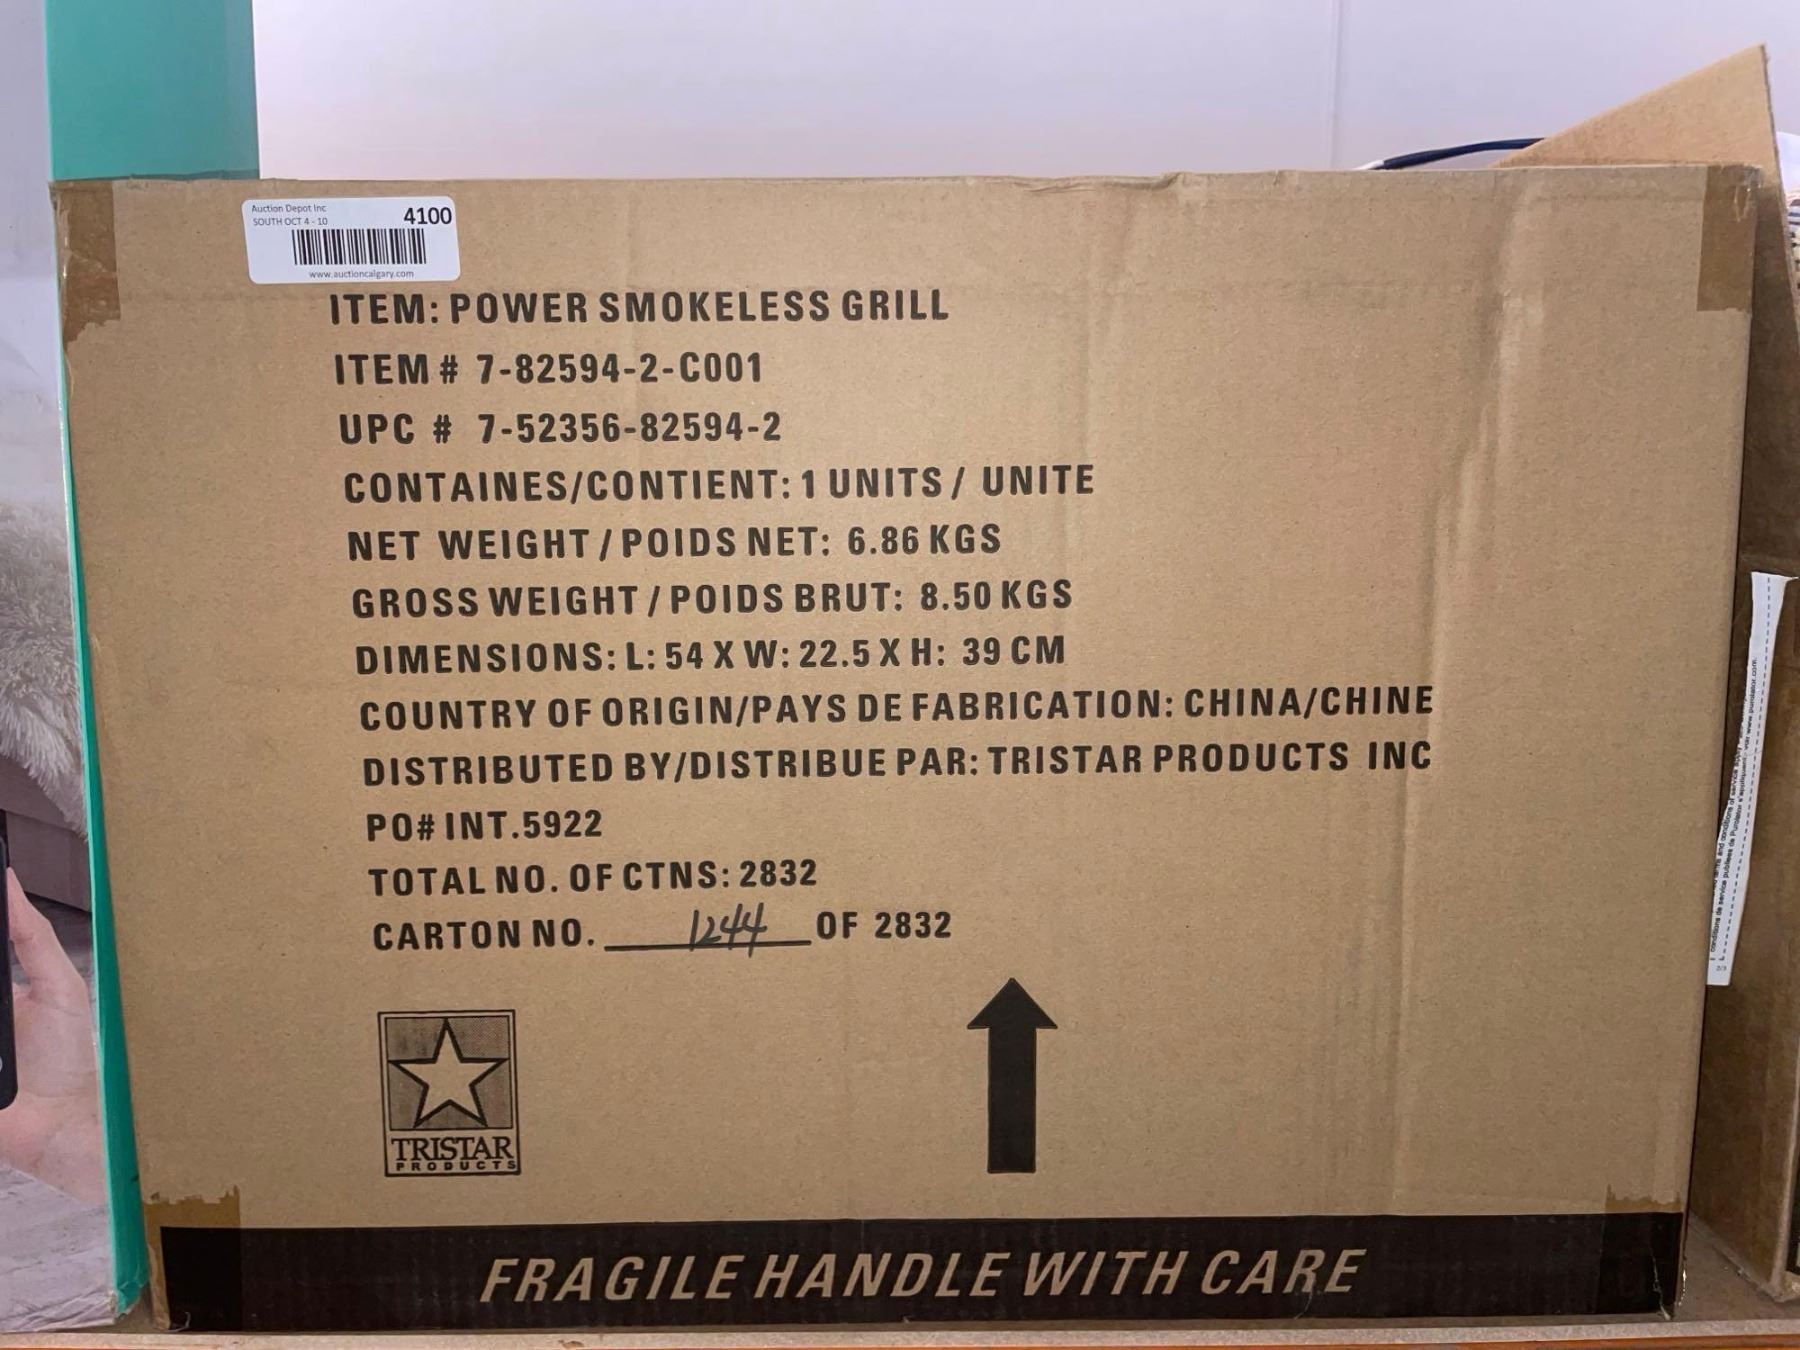 Auction Depot Inc
SOUTH OCT 4 - 10
4100
www.auctioncalgary.com
ITEM: POWER SMOKELESS GRILL
ITEM # 7-82594-2-C001
UPC # 7-52356-82594-2
CONTAINES/CONTIENT: 1 UNITS / UNITE
NET WEIGHT / POIDS NET: 6.86 KGS
GROSS WEIGHT / POIDS BRUT: 8.50 KGS
DIMENSIONS: L: 54 X W: 22.5 X H: 39 CM
COUNTRY OF ORIGIN/PAYS DE FABRICATION: CHINA/CHINE
DISTRIBUTED BY/DISTRIBUE PAR: TRISTAR PRODUCTS INC
PO# INT.5922
TOTAL NO. OF CTNS: 2832
CARTON NO. 1244 OF 2832
TRISTAR
PRODUCTS
FRAGILE HANDLE WITH CARE